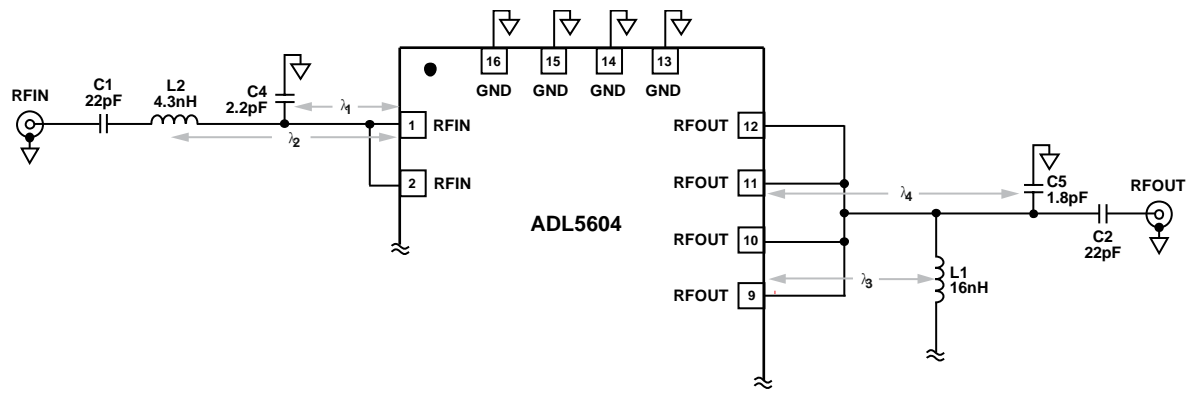 16
15
14
13
GND
GND
GND
GND
RFIN
C1
22pF
L2
4.3nH
C4
2.2pF
λ1
λ2
1
RFIN
2
RFIN
ADL5604
RFOUT
12
RFOUT
11
RFOUT
10
RFOUT
9
λ4
λ3
L1
16nH
C5
1.8pF
C2
22pF
RFOUT